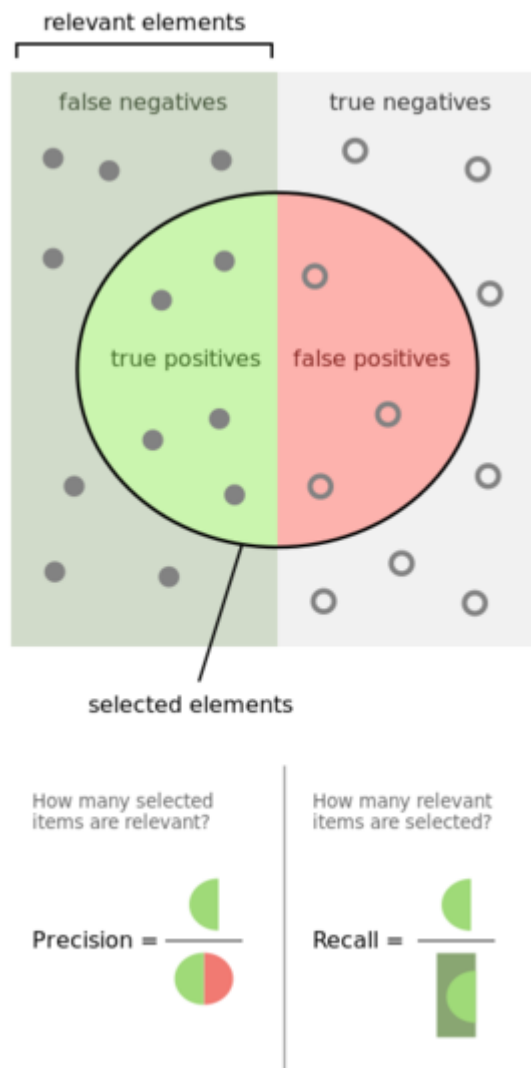 relevant elements
false negatives
true negatives
true positives
false positives
selected elements
How many selected
items are relevant?
How many relevant
items are selected?
Precision =
Recall =